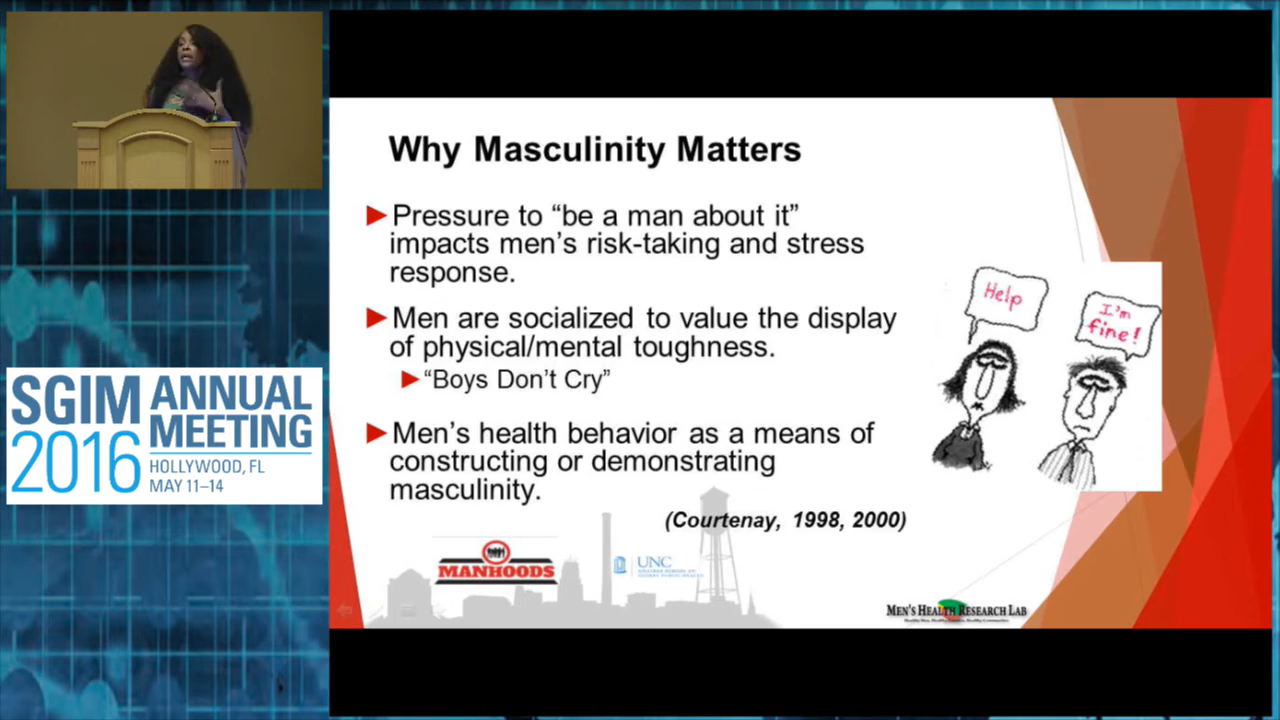 Why Masculinity Matters
Pressure to “be a man about it”
impacts men’s risk-taking and stress
response.
Men are socialized to value the display
of physical/mental toughness.
“Boys Don’t Cry”
Men’s health behavior as a means of
constructing or demonstrating
masculinity.
(Courtenay, 1998, 2000)
Help
I'm
fine!
MANHOODS
UNC
MEN'S HEALTH RESEARCH LAB
SGIM ANNUAL
2016 MEETING
HOLLYWOOD, FL
MAY 11–14